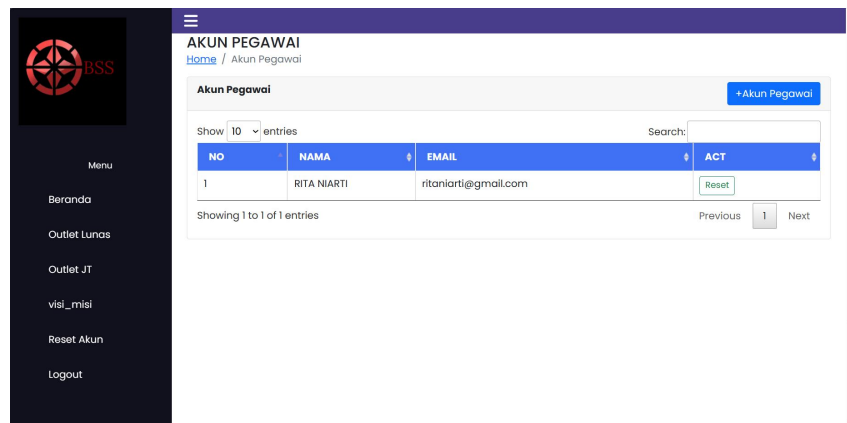 BSS
Menu
Beranda
Outlet Lunas
Outlet JT
visi_misi
Reset Akun
Logout
AKUN PEGAWAI
Home / Akun Pegawai
Akun Pegawai
+Akun Pegawai
Show 10 entries
Search:
NO NAMA EMAIL ACT
1 RITA NIARTI ritaniarti@gmail.com Reset
Showing 1 to 1 of 1 entries
Previous 1 Next